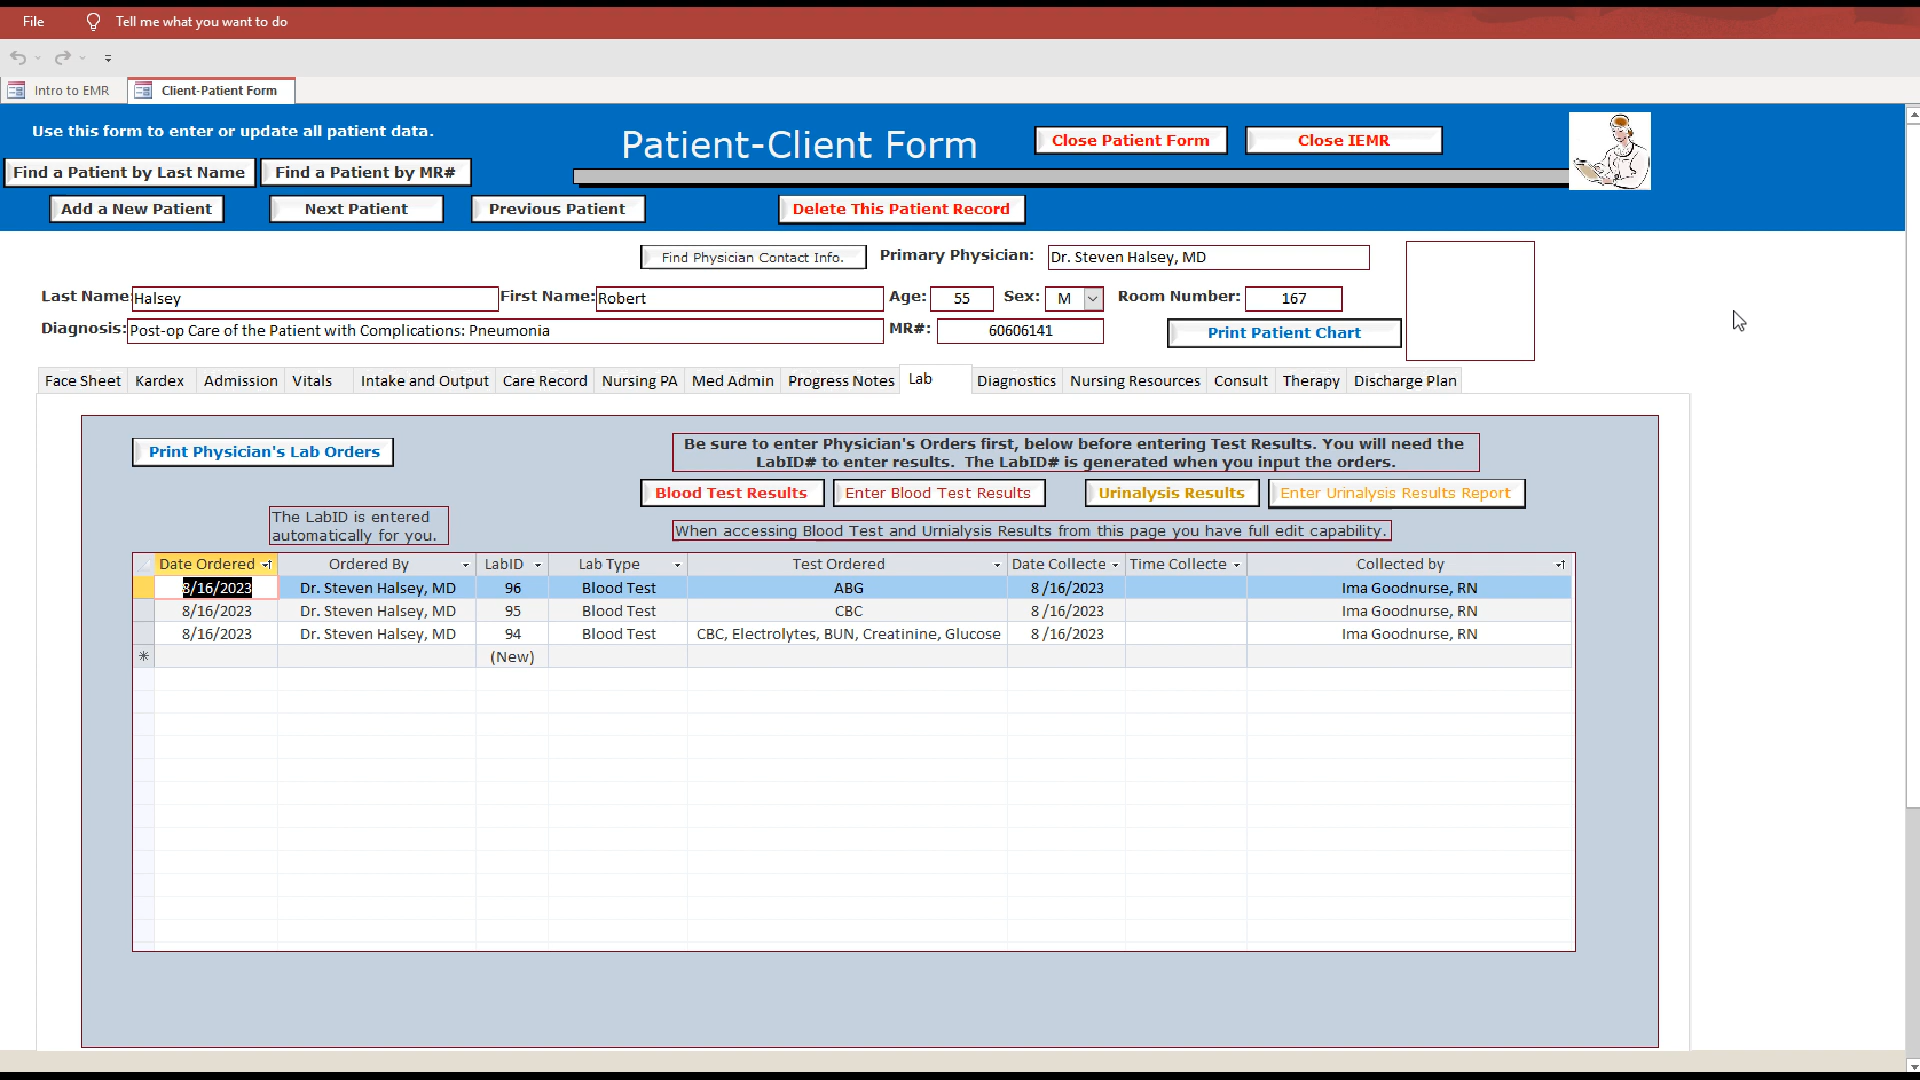 File Tell me what you want to do
Intro to EMR Client-Patient Form
Use this form to enter or update all patient data.
Patient-Client Form
Close Patient Form Close IEMR
Find a Patient by Last Name Find a Patient by MR#
Add a New Patient Next Patient Previous Patient Delete This Patient Record
Find Physician Contact Info. Primary Physician: Dr. Steven Halsey, MD
Last Name: Halsey First Name: Robert Age: 55 Sex: M Room Number: 167
Diagnosis: Post-op Care of the Patient with Complications: Pneumonia MR#: 60606141 Print Patient Chart
Face Sheet Kardex Admission Vitals Intake and Output Care Record Nursing PA Med Admin Progress Notes Lab Diagnostics Nursing Resources Consult Therapy Discharge Plan
Print Physician's Lab Orders
Be sure to enter Physician's Orders first, below before entering Test Results. You will need the
LabID# to enter results. The LabID# is generated when you input the orders.
Blood Test Results Enter Blood Test Results Urinalysis Results Enter Urinalysis Results Report
The LabID is entered
automatically for you.
When accessing Blood Test and Urnialysis Results from this page you have full edit capability.
Date Ordered Ordered By LabID Lab Type Test Ordered Date Collecte Time Collecte Collected by
8/16/2023 Dr. Steven Halsey, MD 96 Blood Test ABG 8 /16/2023 Ima Goodnurse, RN
8/16/2023 Dr. Steven Halsey, MD 95 Blood Test CBC 8 /16/2023 Ima Goodnurse, RN
8/16/2023 Dr. Steven Halsey, MD 94 Blood Test CBC, Electrolytes, BUN, Creatinine, Glucose 8 /16/2023 Ima Goodnurse, RN
* (New)